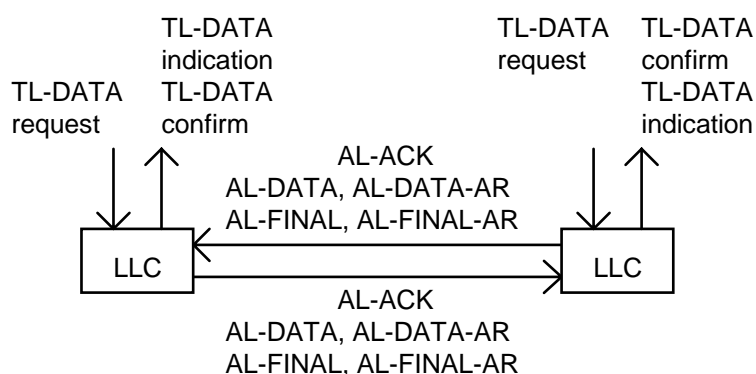 TL-DATA
indication
TL-DATA
confirm
TL-DATA
request
TL-DATA
request
TL-DATA
confirm
TL-DATA
indication
AL-ACK
AL-DATA, AL-DATA-AR
AL-FINAL, AL-FINAL-AR
LLC
LLC
AL-ACK
AL-DATA, AL-DATA-AR
AL-FINAL, AL-FINAL-AR